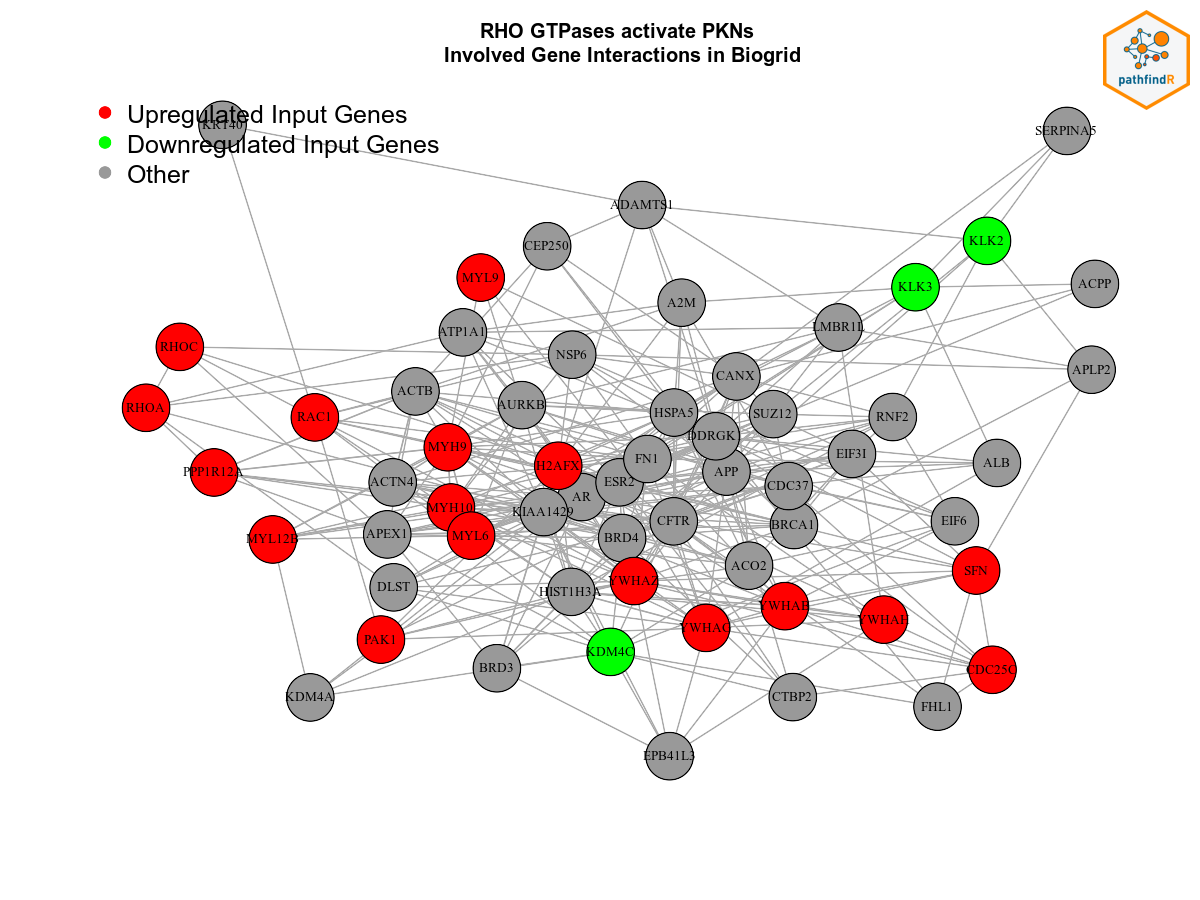 RHO GTPases activate PKNs
Involved Gene Interactions in Biogrid
pathfindR
Upregulated Input Genes
KRT40
Downregulated Input Genes
Other
SERPINA5
ADAMTS1
CEP250
KLK2
MYL9
KLK3
ACPP
A2M
ATP1A1
LMBR1L
RHOC
NSP6
CANX
APLP2
ACTB
RHOA
AURKB
HSPA5
SUZ12
RAC1
RNF2
DDRGK1
MYH9
FN1
EIF3I
H2AFX
ALB
PPP1R12A
APP
ACTN4
ESR2
CDC37
AR
MYH10
KIAA1429
CFTR
BRCA1
EIF6
APEX1
MYL6
BRD4
MYL12B
ACO2
SFN
DLST
YWHAZ
HIST1H3A
YWHAH
YWHAG
PAK1
KDM4C
BRD3
CDC25C
KDM4A
CTBP2
FHL1
EPB41L3